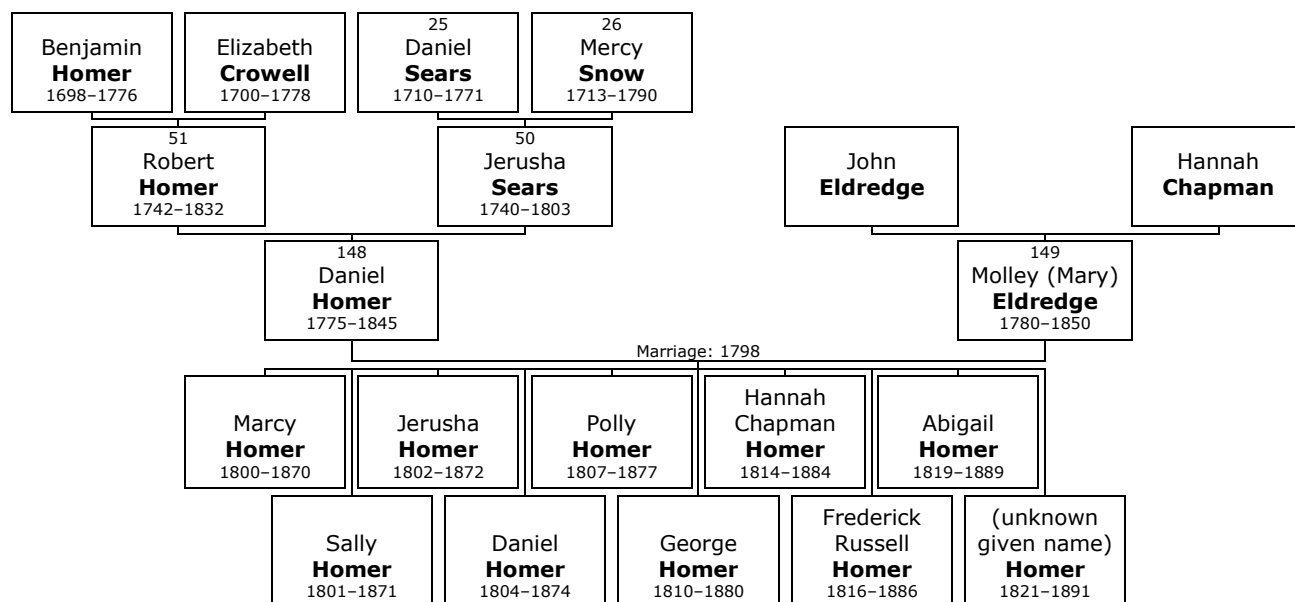 Benjamin
Homer
1698–1776
Elizabeth
Crowell
1700–1778
25
Daniel
Sears
1710–1771
26
Mercy
Snow
1713–1790
51
Robert
Homer
1742–1832
50
Jerusha
Sears
1740–1803
John
Eldredge
Hannah
Chapman
148
Daniel
Homer
1775–1845
149
Molley (Mary)
Eldredge
1780–1850
Marriage: 1798
Marcy
Homer
1800–1870
Jerusha
Homer
1802–1872
Polly
Homer
1807–1877
Hannah
Chapman
Homer
1814–1884
Abigail
Homer
1819–1889
Sally
Homer
1801–1871
Daniel
Homer
1804–1874
George
Homer
1810–1880
Frederick
Russell
Homer
1816–1886
(unknown
given name)
Homer
1821–1891